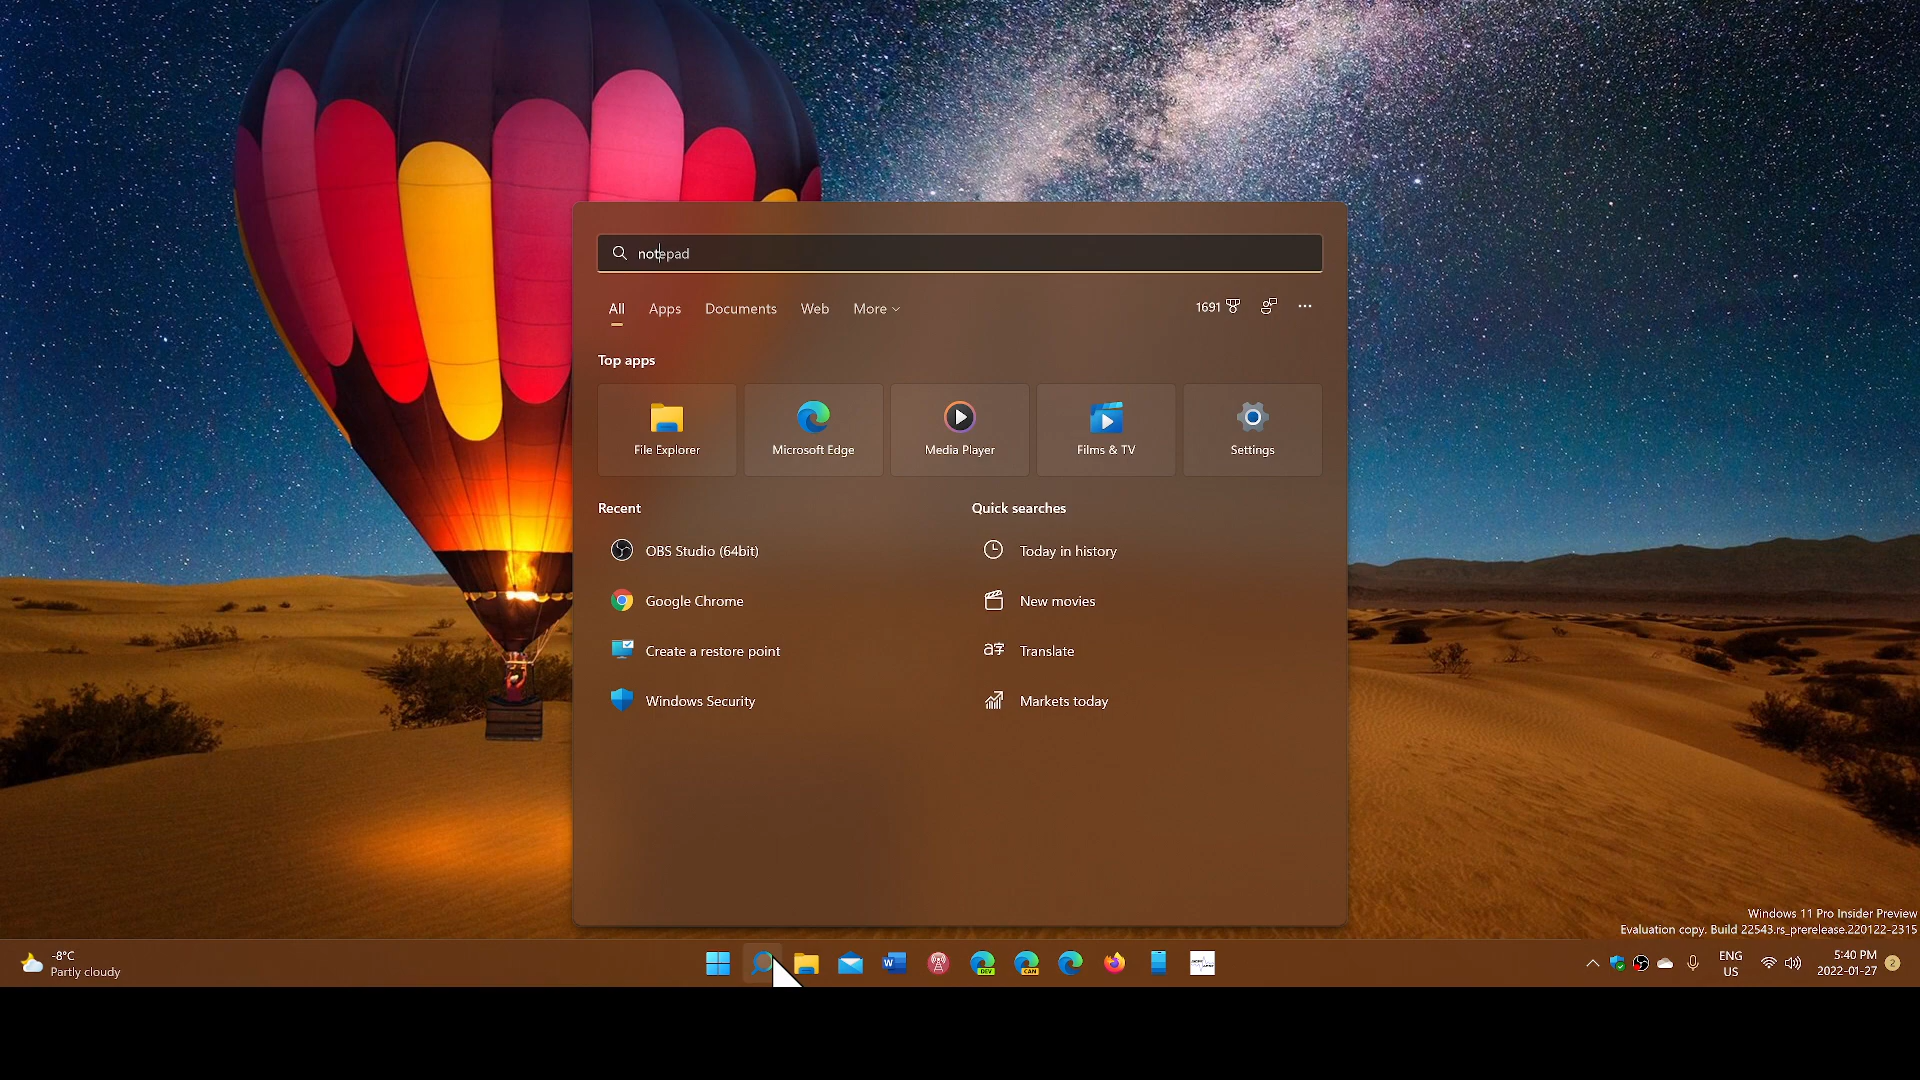 notepad
All Apps Documents Web More
1691
Top apps
File Explorer
Microsoft Edge
Media Player
Films & TV
Settings
Recent
Quick searches
OBS Studio (64bit)
Today in history
Google Chrome
New movies
Create a restore point
Translate
Windows Security
Markets today
Windows 11 Pro Insider Preview
Evaluation copy. Build 22543.rs_prerelease.220122-2315
-8°C
Partly cloudy
W
DEV
CAN
ENG
US
5:40 PM
2022-01-27
2